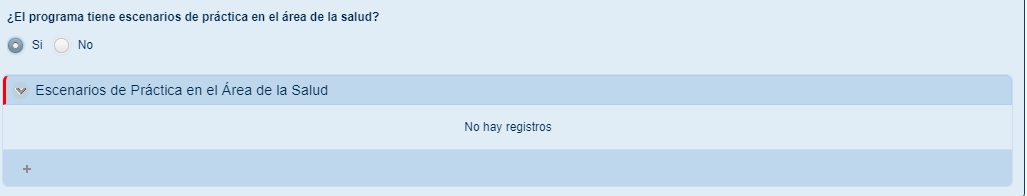 ¿El programa tiene escenarios de práctica en el área de la salud?
Si No
Escenarios de Práctica en el Área de la Salud
No hay registros
+